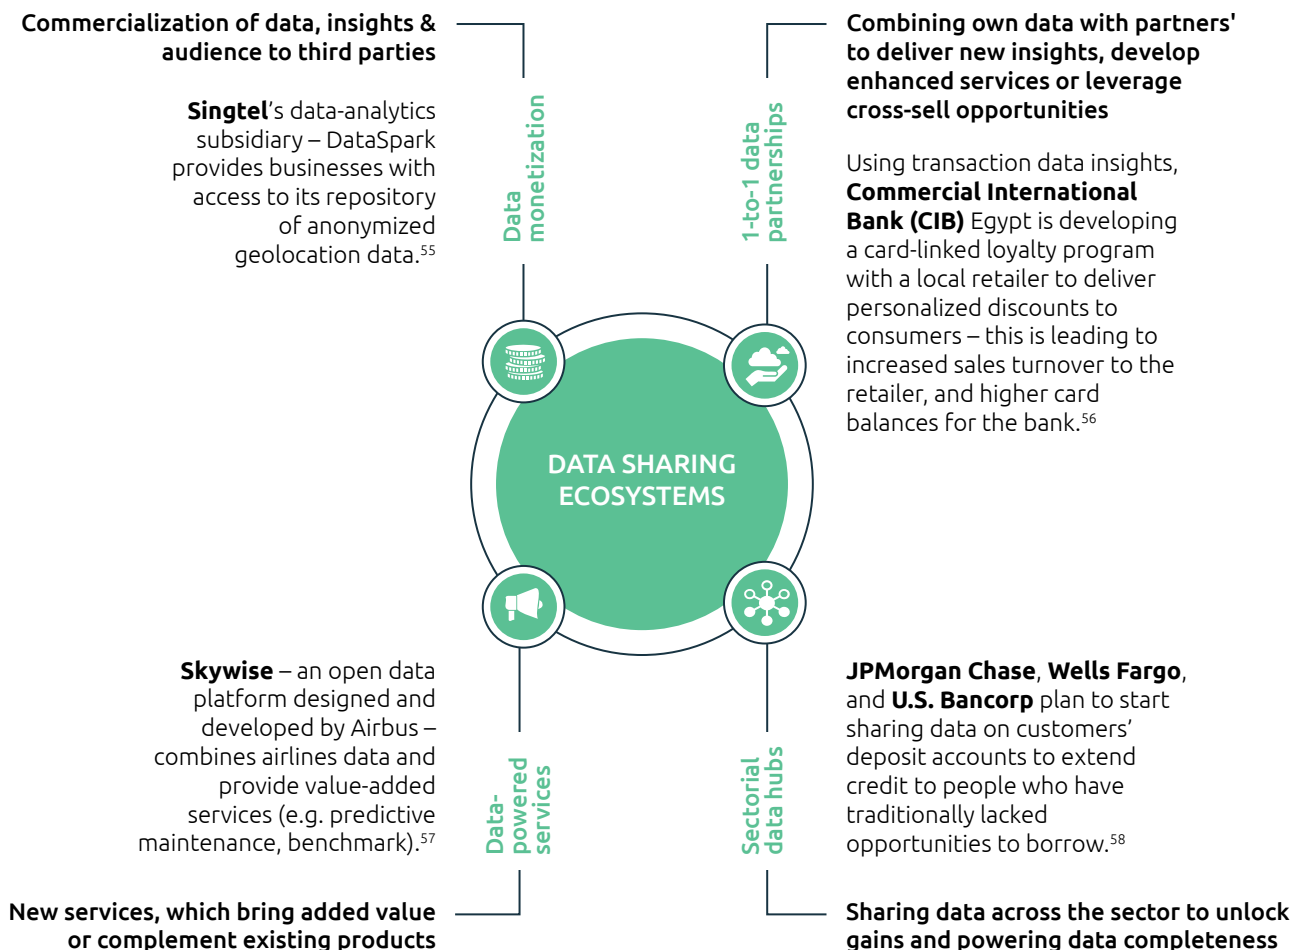 Commercialization of data, insights &
audience to third parties
Singtel's data-analytics
subsidiary – DataSpark
provides businesses with
access to its repository
of anonymized
geolocation data.55
Data
monetization
1-to-1 data
partnerships
Combining own data with partners'
to deliver new insights, develop
enhanced services or leverage
cross-sell opportunities
Using transaction data insights,
Commercial International
Bank (CIB) Egypt is developing
a card-linked loyalty program
with a local retailer to deliver
personalized discounts to
consumers – this is leading to
increased sales turnover to the
retailer, and higher card
balances for the bank.56
DATA SHARING
ECOSYSTEMS
Skywise – an open data
platform designed and
developed by Airbus –
combines airlines data and
provide value-added
services (e.g. predictive
maintenance, benchmark).57
Data-
powered
services
New services, which bring added value
or complement existing products
Sectorial
data hubs
JPMorgan Chase, Wells Fargo,
and U.S. Bancorp plan to start
sharing data on customers’
deposit accounts to extend
credit to people who have
traditionally lacked
opportunities to borrow.58
Sharing data across the sector to unlock
gains and powering data completeness